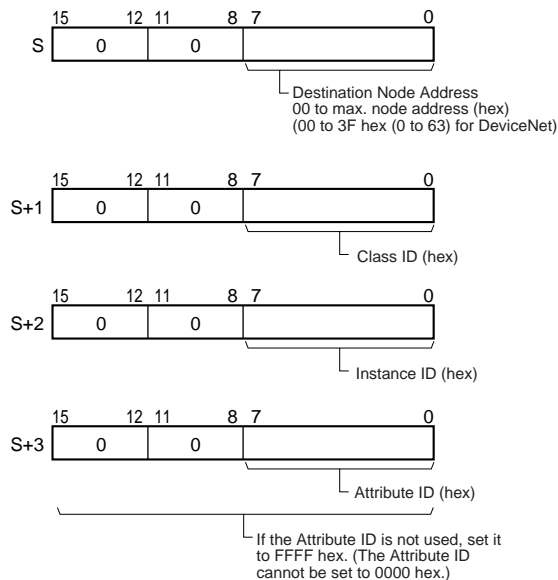 15 12 11 8 7 0
S 0 0
Destination Node Address
00 to max. node address (hex)
(00 to 3F hex (0 to 63) for DeviceNet)
15 12 11 8 7 0
S+1 0 0
Class ID (hex)
15 12 11 8 7 0
S+2 0 0
Instance ID (hex)
15 12 11 8 7 0
S+3 0 0
Attribute ID (hex)
If the Attribute ID is not used, set it
to FFFF hex. (The Attribute ID
cannot be set to 0000 hex.)